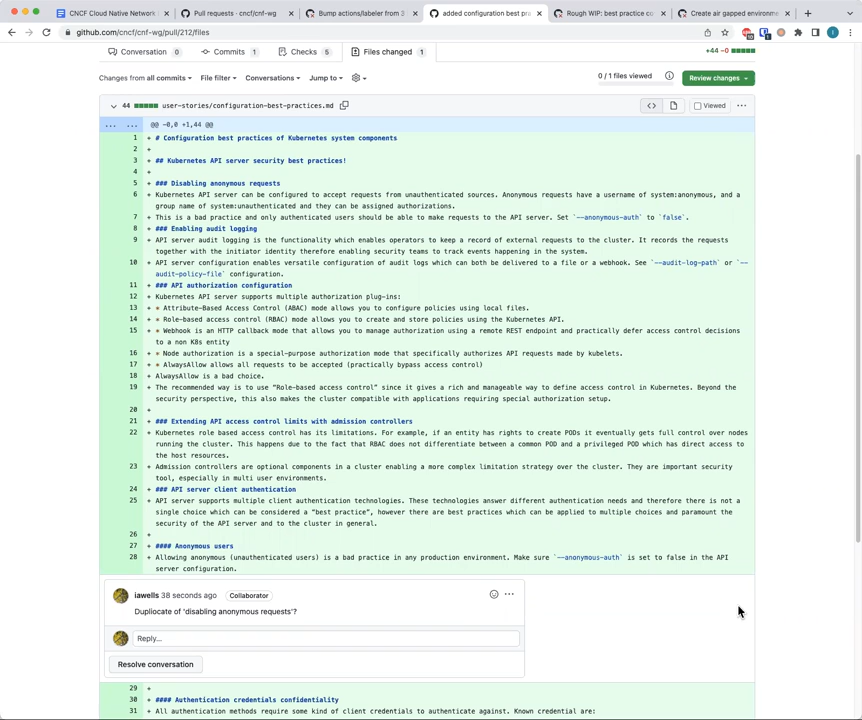 CNCF Cloud Native Network
Pull requests · cncf/cnf-wg
Bump actions/labeler from 3
added configuration best pra
Rough WIP: best practice co
Create air gapped environme
github.com/cncf/cnf-wg/pull/212/files
Conversation 0
Commits 1
Checks 5
Files changed 1
+44 −0
Changes from all commits
File filter
Conversations
Jump to
0 / 1 files viewed
Review changes
44 user-stories/configuration-best-practices.md
Viewed
... ... @@ -0,0 +1,44 @@
1 + # Configuration best practices of Kubernetes system components
2 +
3 + ## Kubernetes API server security best practices!
4 +
5 + ### Disabling anonymous requests
6 + Kubernetes API server can be configured to accept requests from unauthenticated sources. Anonymous requests have a username of system:anonymous, and a
group name of system:unauthenticated and they can be assigned authorizations.
7 + This is a bad practice and only authenticated users should be able to make requests to the API server. Set `--anonymous-auth` to `false`.
8 + ### Enabling audit logging
9 + API server audit logging is the functionality which enables operators to keep a record of external requests to the cluster. It records the requests
together with the initiator identity therefore enabling security teams to track events happening in the system.
10 + API server configuration enables versatile configuration of audit logs which can both be delivered to a file or a webhook. See `--audit-log-path` or `--
audit-policy-file` configuration.
11 + ### API authorization configuration
12 + Kubernetes API server supports multiple authorization plug-ins:
13 + * Attribute-Based Access Control (ABAC) mode allows you to configure policies using local files.
14 + * Role-based access control (RBAC) mode allows you to create and store policies using the Kubernetes API.
15 + * Webhook is an HTTP callback mode that allows you to manage authorization using a remote REST endpoint and practically defer access control decisions
to a non K8s entity
16 + * Node authorization is a special-purpose authorization mode that specifically authorizes API requests made by kubelets.
17 + * AlwaysAllow allows all requests to be accepted (practically bypass access control)
18 + AlwaysAllow is a bad choice.
19 + The recommended way is to use "Role-based access control" since it gives a rich and manageable way to define access control in Kubernetes. Beyond the
security perspective, this also makes the cluster compatible with applications requiring special authorization setup.
20 +
21 + ### Extending API access control limits with admission controllers
22 + Kubernetes role based access control has its limitations. For example, if an entity has rights to create PODs it eventually gets full control over nodes
running the cluster. This happens due to the fact that RBAC does not differentiate between a common POD and a privileged POD which has direct access to
the host resources.
23 + Admission controllers are optional components in a cluster enabling a more complex limitation strategy over the cluster. They are important security
tool, especially in multi user environments.
24 + ### API server client authentication
25 + API server supports multiple client authentication technologies. These technologies answer different authentication needs and therefore there is not a
single choice which can be considered a "best practice", however there are best practices which can be applied to multiple choices and paramount the
security of the API server and to the cluster in general.
26 +
27 + #### Anonymous users
28 + Allowing anonymous (unauthenticated users) is a bad practice in any production environment. Make sure `--anonymous-auth` is set to false in the API
server configuration.
iawells 38 seconds ago Collaborator
Dupliocate of 'disabling anonymous requests'?
Reply...
Resolve conversation
29 +
30 + #### Authentication credentials confidentiality
31 + All authentication methods require some kind of client credentials to authenticate against. Known credential are: